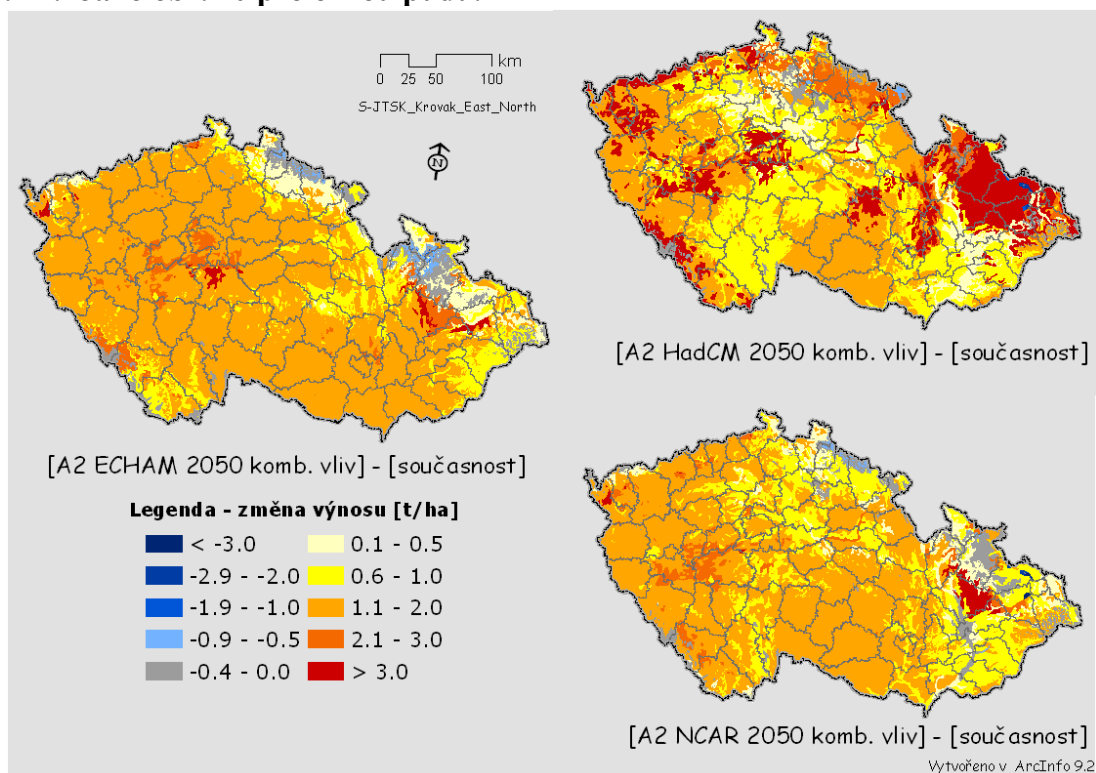 km
0 25 50 100
S-JTSK_Krovak_East_North
N
[A2 ECHAM 2050 komb. vliv] - [současnost]
[A2 HadCM 2050 komb. vliv] - [současnost]
Legenda - změna výnosu [t/ha]
< -3.0 0.1 - 0.5
-2.9 - -2.0 0.6 - 1.0
-1.9 - -1.0 1.1 - 2.0
-0.9 - -0.5 2.1 - 3.0
-0.4 - 0.0 > 3.0
[A2 NCAR 2050 komb. vliv] - [současnost]
Vytvořeno v ArcInfo 9.2